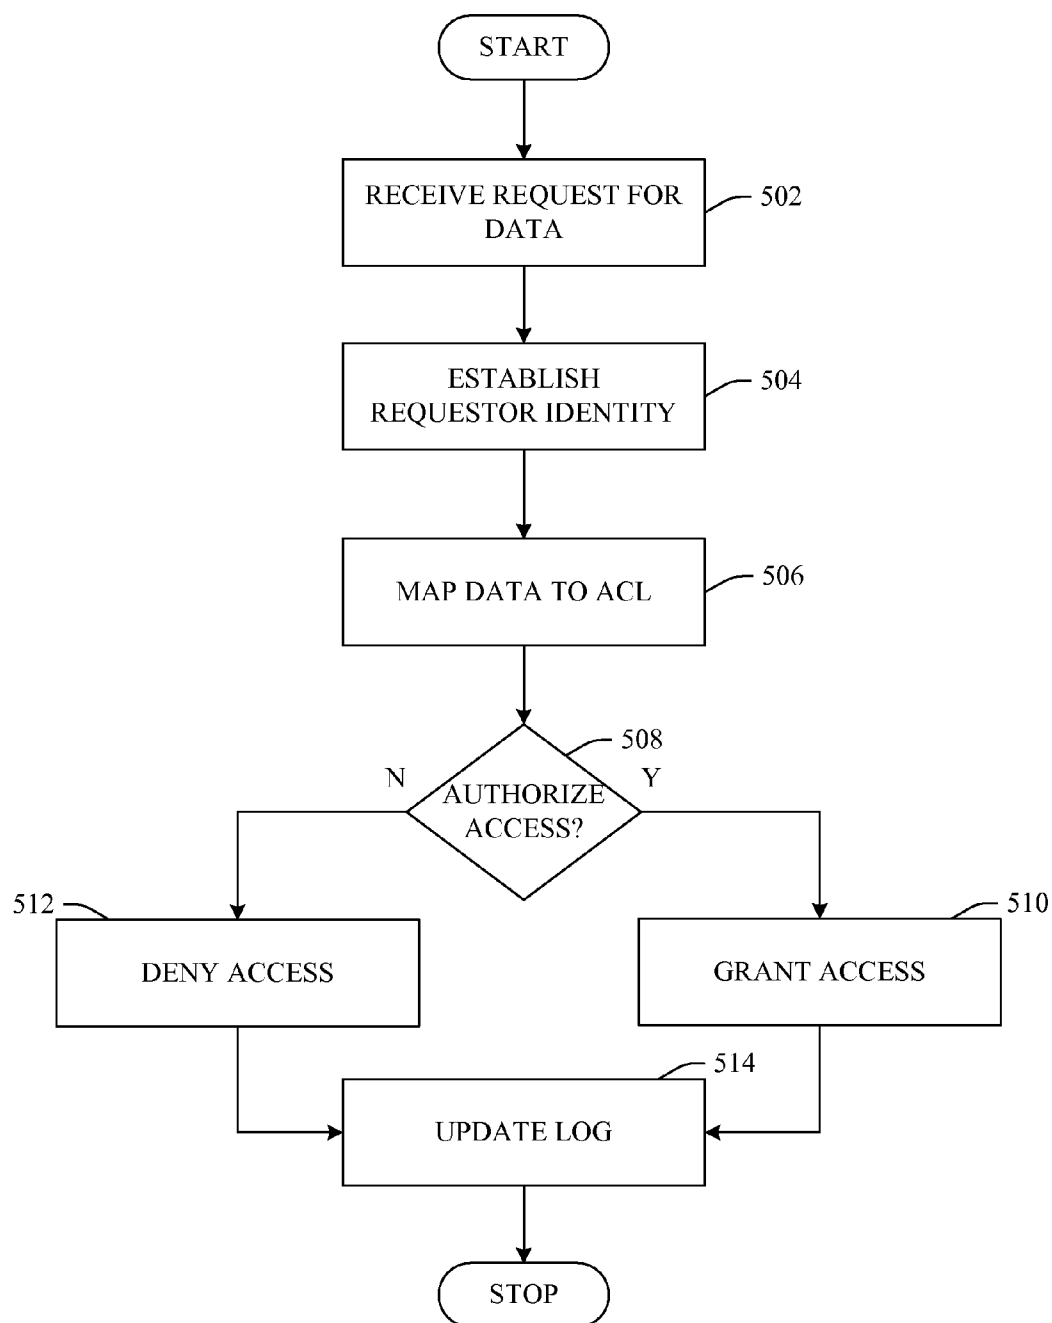 START
RECEIVE REQUEST FOR
DATA
502
ESTABLISH
REQUESTOR IDENTITY
504
MAP DATA TO ACL
506
508
N
Y
AUTHORIZE
ACCESS?
512
510
DENY ACCESS
GRANT ACCESS
514
UPDATE LOG
STOP